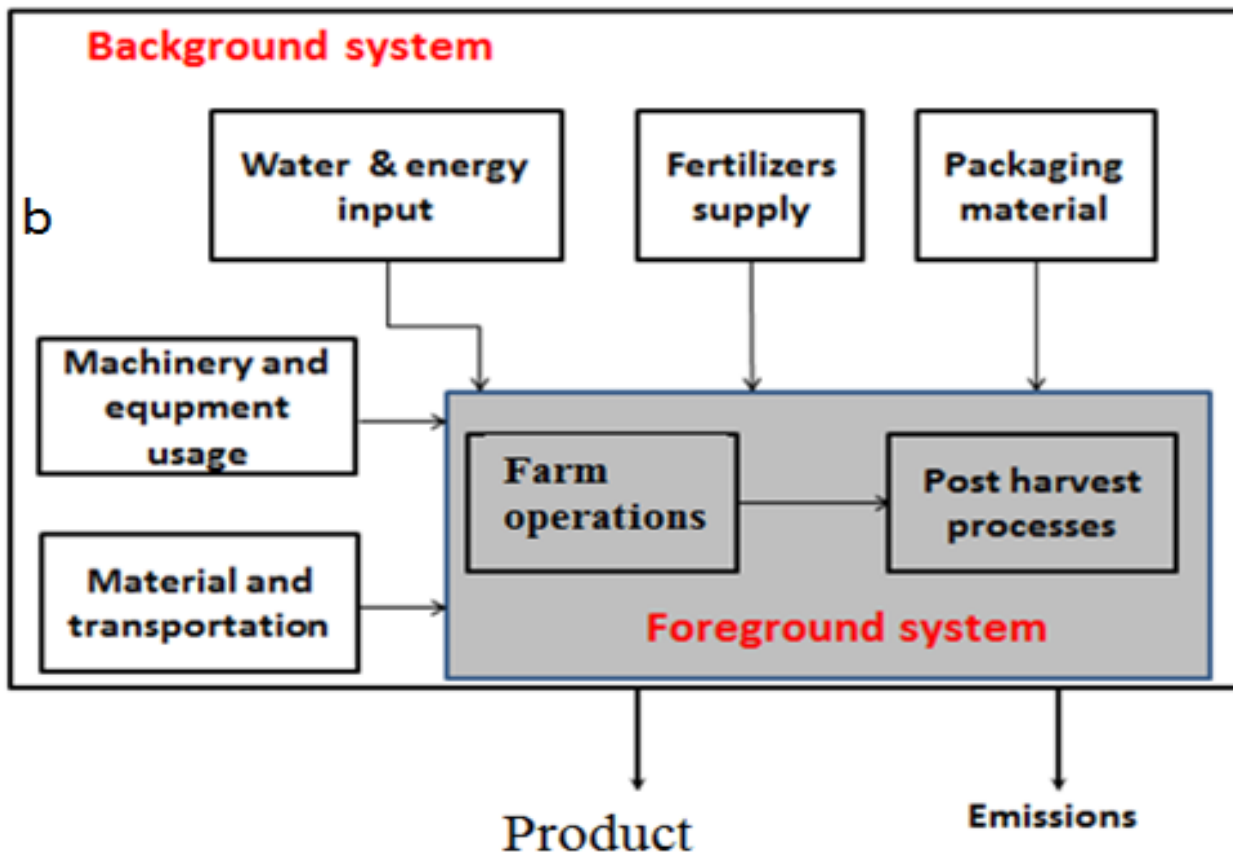 Background system
Water & energy
input
Fertilizers
supply
Packaging
material
b
Machinery and
equpment
usage
Farm
operations
Post harvest
processes
Material and
transportation
Foreground system
Product
Emissions